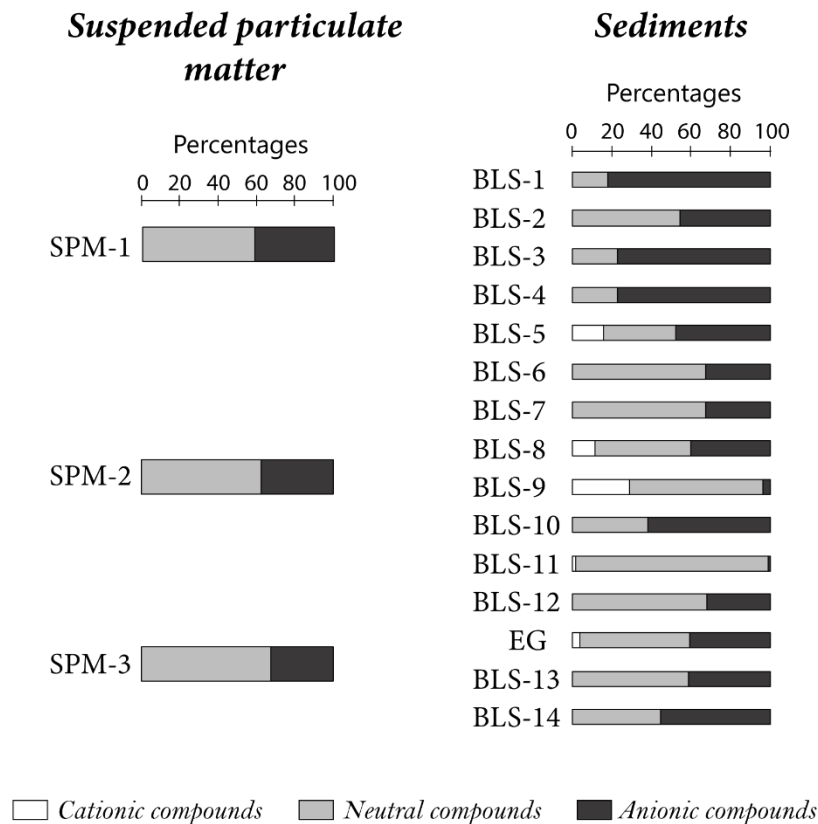 Suspended particulate
matter
Percentages
0 20 40 60 80 100
SPM-1
SPM-2
SPM-3
Sediments
Percentages
0 20 40 60 80 100
BLS-1
BLS-2
BLS-3
BLS-4
BLS-5
BLS-6
BLS-7
BLS-8
BLS-9
BLS-10
BLS-11
BLS-12
EG
BLS-13
BLS-14
Cationic compounds Neutral compounds Anionic compounds